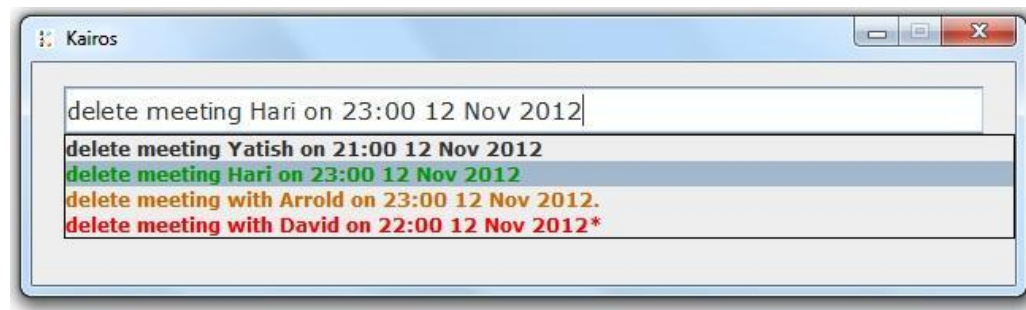 Kairos
delete meeting Hari on 23:00 12 Nov 2012
delete meeting Yatish on 21:00 12 Nov 2012
delete meeting Hari on 23:00 12 Nov 2012
delete meeting with Arrold on 23:00 12 Nov 2012.
delete meeting with David on 22:00 12 Nov 2012*